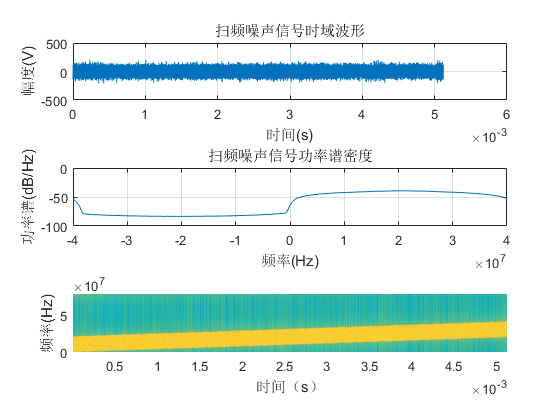 扫频噪声信号时域波形
幅度(V)
500
0
-500
0 1 2 3 4 5 6
时间(s)
×10^-3
扫频噪声信号功率谱密度
功率谱(dB/Hz)
0
-50
-100
-4 -3 -2 -1 0 1 2 3 4
频率(Hz)
×10^7
×10^7
频率(Hz)
5
0
0.5 1 1.5 2 2.5 3 3.5 4 4.5 5
时间（s）
×10^-3